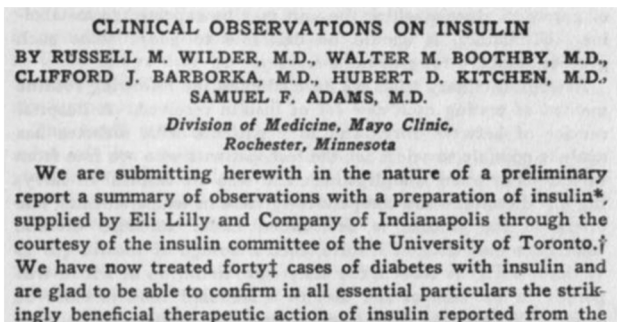 CLINICAL OBSERVATIONS ON INSULIN
BY RUSSELL M. WILDER, M.D., WALTER M. BOOTHBY, M.D.,
CLIFFORD J. BARBORKA, M.D., HUBERT D. KITCHEN, M.D.
SAMUEL F. ADAMS, M.D.
Division of Medicine, Mayo Clinic
Rochester, Minnesota
We are submitting herewith in the nature of a preliminary
report a summary of observations with a preparation of insulin*,
supplied by Eli Lilly and Company of Indianapolis through the
courtesy of the insulin committee of the University of Toronto.†
We have now treated forty‡ cases of diabetes with insulin and
are glad to be able to confirm in all essential particulars the strik-
ingly beneficial therapeutic action of insulin reported from the